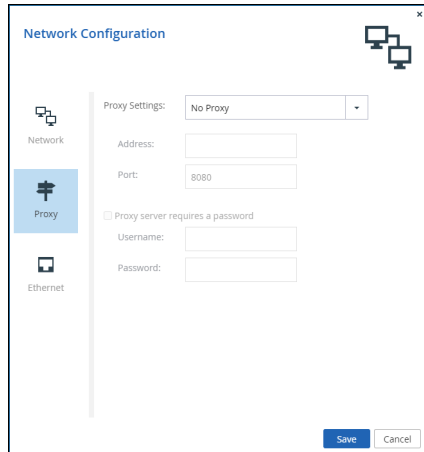 ×
Network Configuration
Network
Proxy
Ethernet
Proxy Settings: No Proxy
Address:
Port: 8080
Proxy server requires a password
Username:
Password:
Save Cancel